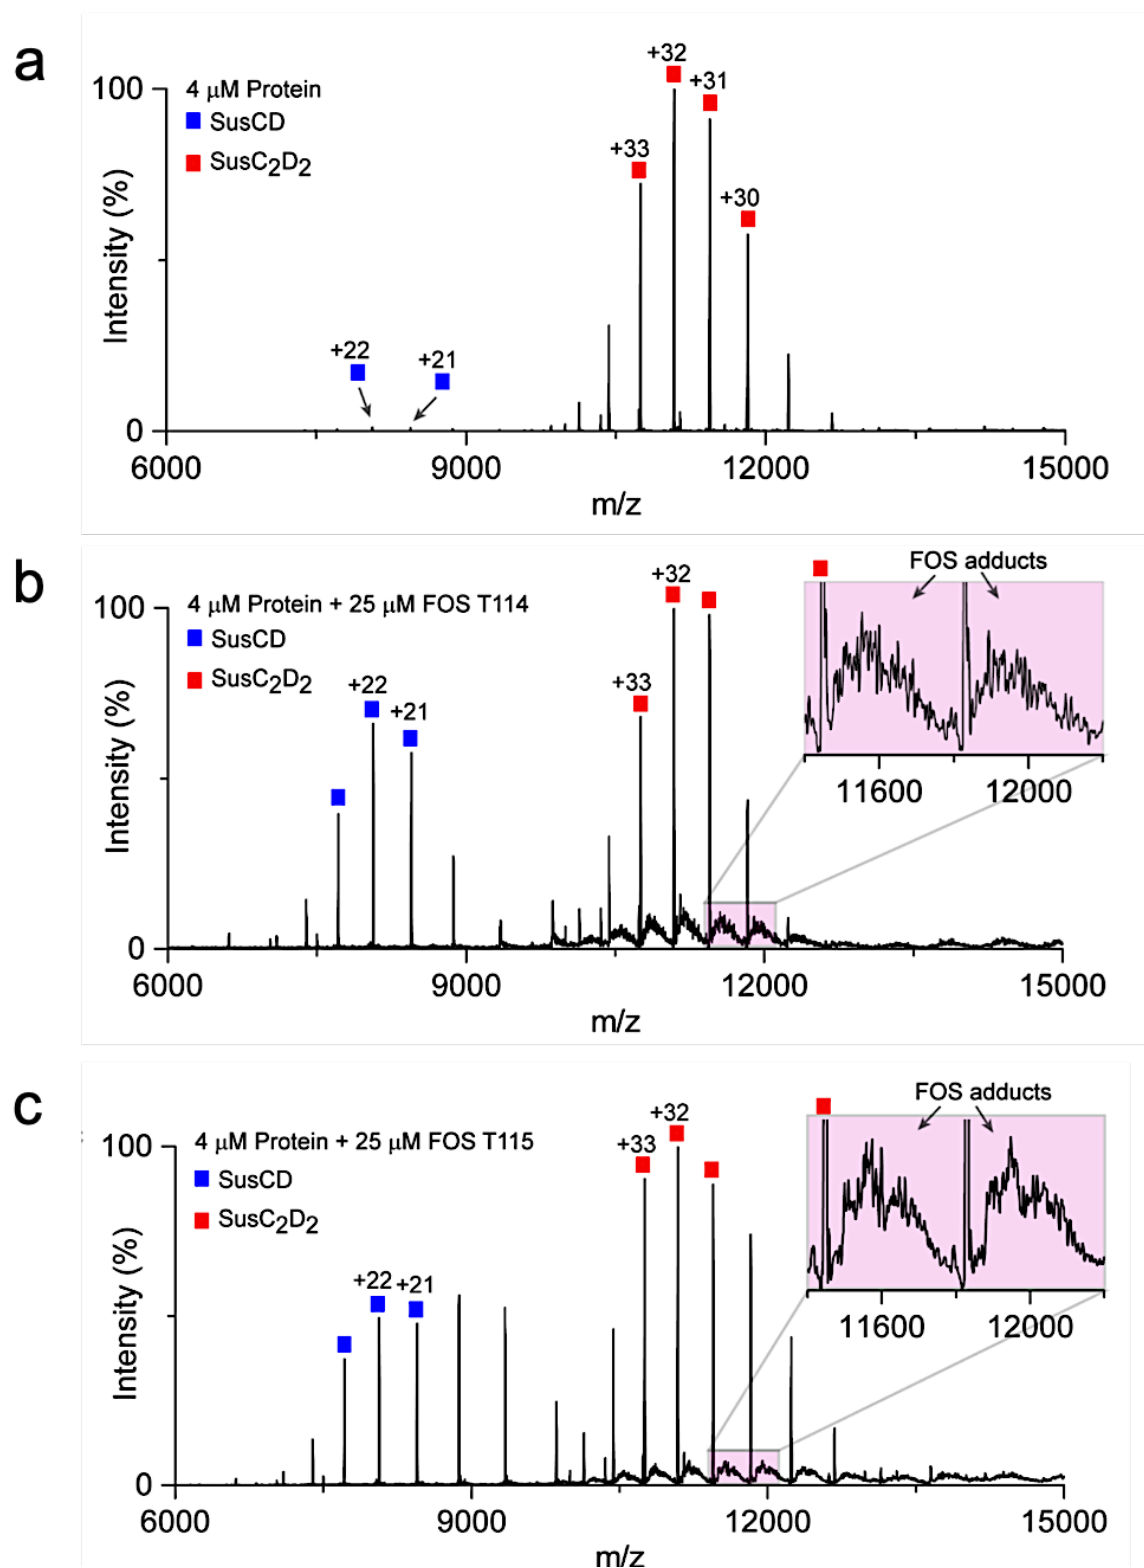 a
+32
+31
+33
+30
100
4 μM Protein
SusCD
SusC₂D₂
Intensity (%)
+22
+21
0
6000
9000
12000
15000
m/z
b
FOS adducts
+32
100
4 μM Protein + 25 μM FOS T114
SusCD
SusC₂D₂
+33
+22
+21
11600
12000
Intensity (%)
0
6000
9000
12000
15000
m/z
c
FOS adducts
+32
100
4 μM Protein + 25 μM FOS T115
+33
SusCD
SusC₂D₂
+22
+21
11600
12000
Intensity (%)
0
6000
9000
12000
15000
m/z